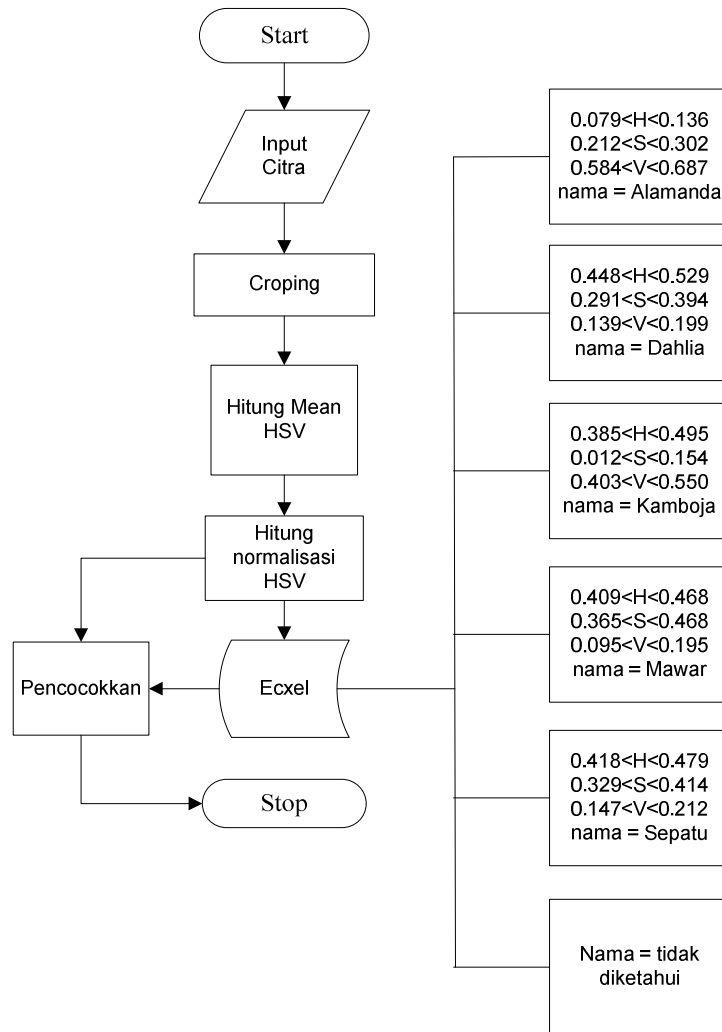 Start
Input
Citra
Croping
Hitung Mean
HSV
Hitung
normalisasi
HSV
Pencocokkan
Ecxel
Stop
0.079<H<0.136
0.212<S<0.302
0.584<V<0.687
nama = Alamanda
0.448<H<0.529
0.291<S<0.394
0.139<V<0.199
nama = Dahlia
0.385<H<0.495
0.012<S<0.154
0.403<V<0.550
nama = Kamboja
0.409<H<0.468
0.365<S<0.468
0.095<V<0.195
nama = Mawar
0.418<H<0.479
0.329<S<0.414
0.147<V<0.212
nama = Sepatu
Nama = tidak
diketahui